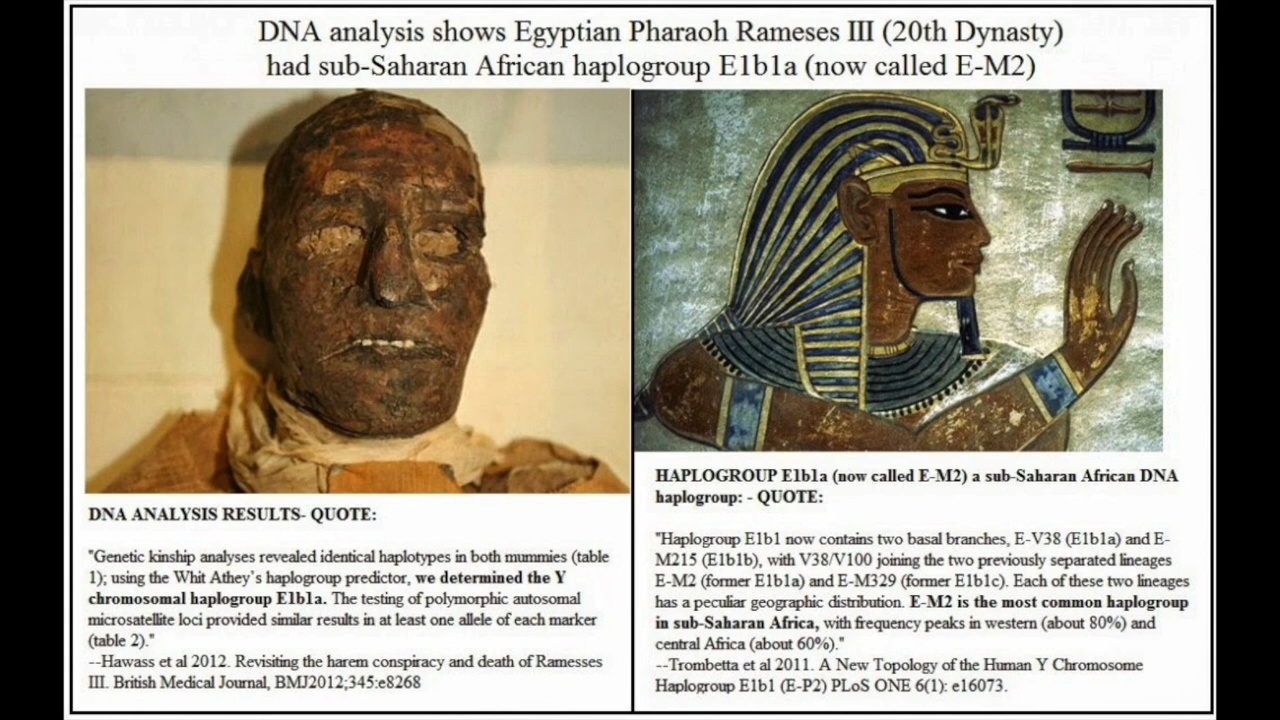 DNA analysis shows Egyptian Pharaoh Rameses III (20th Dynasty)
had sub-Saharan African haplogroup E1b1a (now called E-M2)
DNA ANALYSIS RESULTS- QUOTE:
"Genetic kinship analyses revealed identical haplotypes in both mummies (table
1); using the Whit Athey's haplogroup predictor, we determined the Y
chromosomal haplogroup E1b1a. The testing of polymorphic autosomal
microsatellite loci provided similar results in at least one allele of each marker
(table 2)."
--Hawass et al 2012. Revisiting the harem conspiracy and death of Ramesses
III. British Medical Journal, BMJ2012;345:e8268
HAPLOGROUP E1b1a (now called E-M2) a sub-Saharan African DNA
haplogroup: - QUOTE:
"Haplogroup E1b1 now contains two basal branches, E-V38 (E1b1a) and E-
M215 (E1b1b), with V38/V100 joining the two previously separated lineages
E-M2 (former E1b1a) and E-M329 (former E1b1c). Each of these two lineages
has a peculiar geographic distribution. E-M2 is the most common haplogroup
in sub-Saharan Africa, with frequency peaks in western (about 80%) and
central Africa (about 60%)."
--Trombetta et al 2011. A New Topology of the Human Y Chromosome
Haplogroup E1b1 (E-P2) PLoS ONE 6(1): e16073.